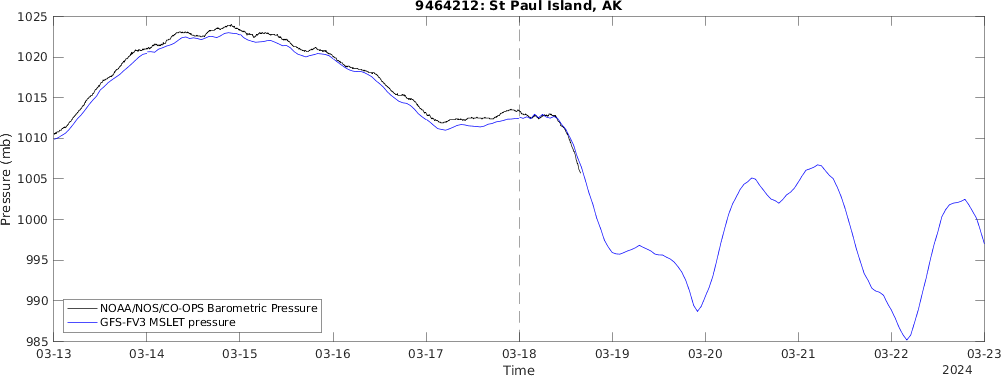 9464212: St Paul Island, AK
1025
1020
1015
1010
1005
1000
995
990
985
Pressure (mb)
NOAA/NOS/CO-OPS Barometric Pressure
GFS-FV3 MSLET pressure
03-13 03-14 03-15 03-16 03-17 03-18 03-19 03-20 03-21 03-22 03-23
Time
2024